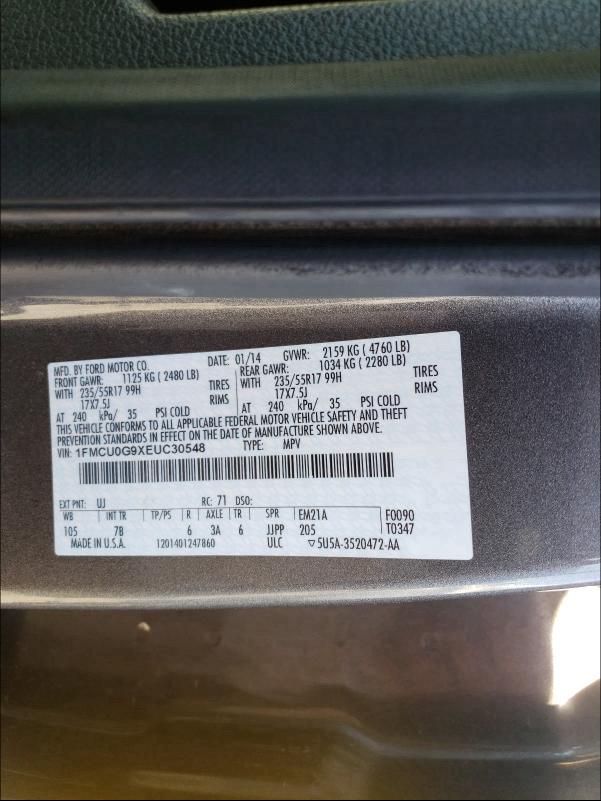 MFD. BY FORD MOTOR CO. DATE: 01/14 GVWR: 2159 KG ( 4760 LB)
FRONT GAWR: 1125 KG ( 2480 LB) REAR GAWR: 1034 KG ( 2280 LB)
WITH 235/55R17 99H TIRES WITH 235/55R17 99H TIRES
17X7.5J RIMS 17X7.5J RIMS
AT 240 kPa/ 35 PSI COLD AT 240 kPa/ 35 PSI COLD
THIS VEHICLE CONFORMS TO ALL APPLICABLE FEDERAL MOTOR VEHICLE SAFETY AND THEFT
PREVENTION STANDARDS IN EFFECT ON THE DATE OF MANUFACTURE SHOWN ABOVE.
VIN: 1FMCU0G9XEUC30548 TYPE: MPV
EXT PNT: UJ RC: 71 DSO:
WB INT TR TP/PS R AXLE TR SPR EM21A F0090
105 7B 6 3A 6 JJPP 205 T0347
MADE IN U.S.A. 1201401247860 ULC ▽5U5A-3520472-AA